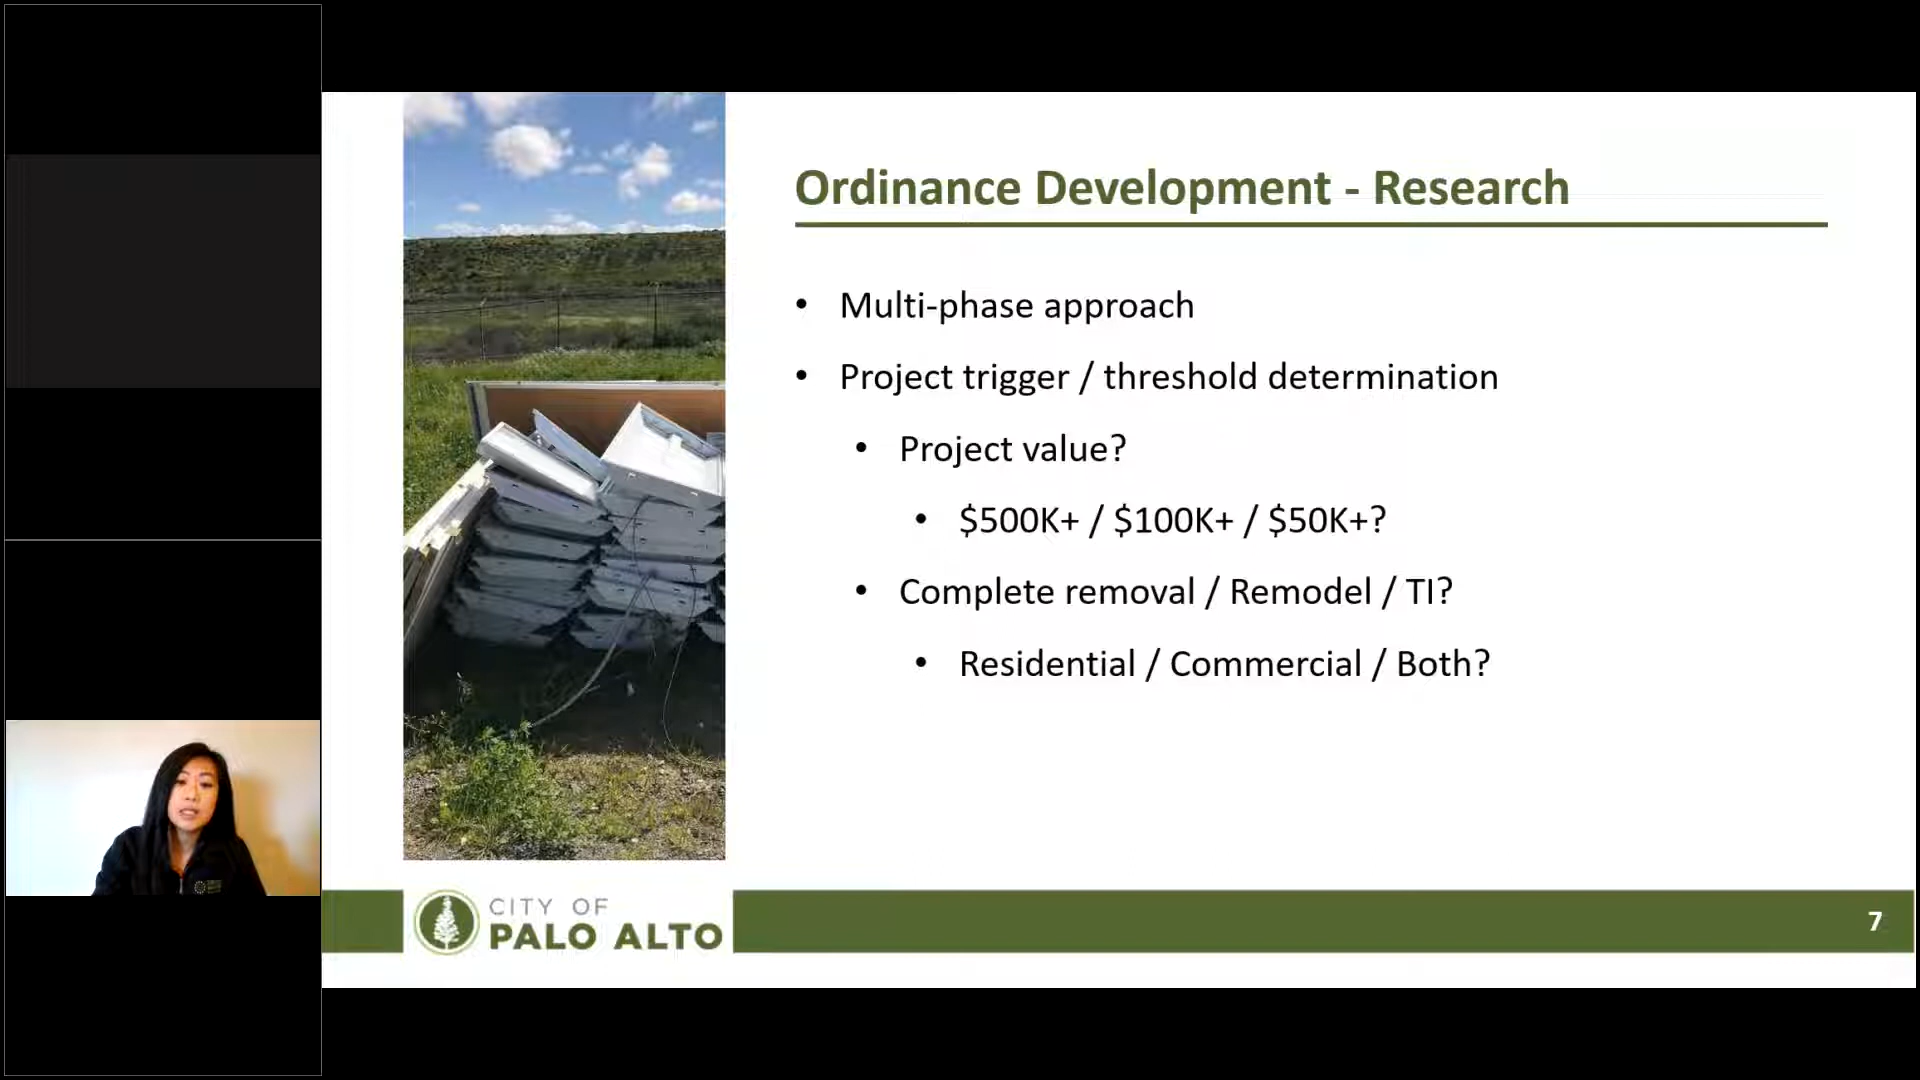 Ordinance Development - Research
• Multi-phase approach
• Project trigger / threshold determination
• Project value?
• $500K+ / $100K+ / $50K+?
• Complete removal / Remodel / TI?
• Residential / Commercial / Both?
CITY OF
PALO ALTO
7